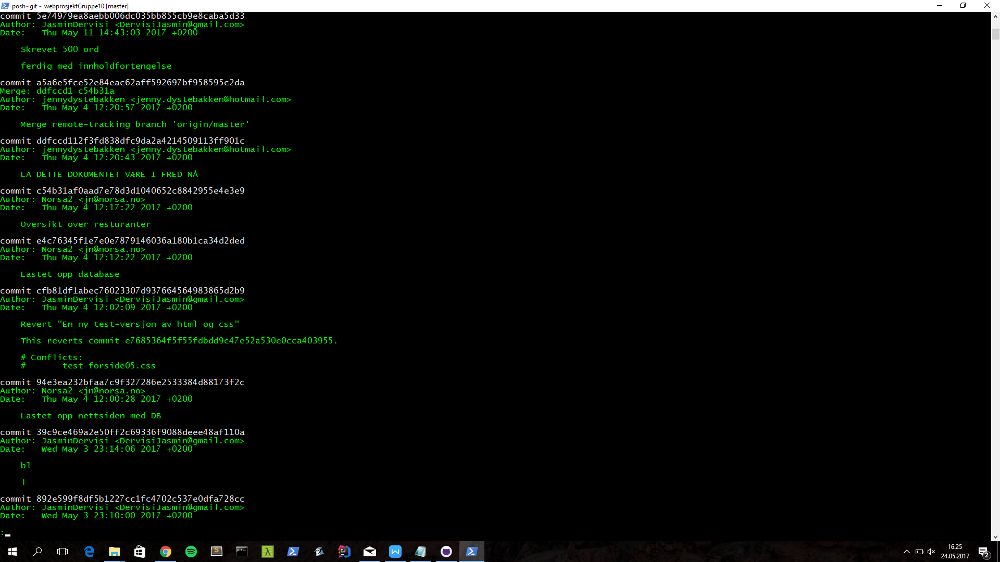 posh~git ~ webprosjektGruppe10 [master]
commit 5e74979ea8aebb006dc035bb855cb9e8caba5d33
Author: JasminDervisi <DervisiJasmin@gmail.com>
Date:   Thu May 11 14:43:03 2017 +0200
Skrevet 500 ord
ferdig med innholdfortengelse
commit a5a6e5fce52e84eac62aff592697bf958595c2da
Merge: ddfccd1 c54b31a
Author: jennydystebakken <jenny.dystebakken@hotmail.com>
Date:   Thu May 4 12:20:57 2017 +0200
Merge remote-tracking branch 'origin/master'
commit ddfccd112f3fd838dfc9da2a4214509113ff901c
Author: jennydystebakken <jenny.dystebakken@hotmail.com>
Date:   Thu May 4 12:20:43 2017 +0200
LA DETTE DOKUMENTET VÆRE I FRED NÅ
commit c54b31af0aad7e78d3d1040652c8842955e4e3e9
Author: Norsa2 <jn@norsa.no>
Date:   Thu May 4 12:17:22 2017 +0200
Oversikt over resturanter
commit e4c76345f1e7e0e7879146036a180b1ca34d2ded
Author: Norsa2 <jn@norsa.no>
Date:   Thu May 4 12:12:22 2017 +0200
Lastet opp database
commit cfb81df1abec76023307d937664564983865d2b9
Author: JasminDervisi <DervisiJasmin@gmail.com>
Date:   Thu May 4 12:02:09 2017 +0200
Revert "En ny test-versjon av html og css"
This reverts commit e7685364f5f55fdbdd9c47e52a530e0cca403955.
# Conflicts:
#       test-forside05.css
commit 94e3ea232bfaa7c9f327286e2533384d88173f2c
Author: Norsa2 <jn@norsa.no>
Date:   Thu May 4 12:00:28 2017 +0200
Lastet opp nettsiden med DB
commit 39c9ce469a2e50ff2c69336f9088deee48af110a
Author: JasminDervisi <DervisiJasmin@gmail.com>
Date:   Wed May 3 23:14:06 2017 +0200
bl
l
commit 892e599f8df5b1227cc1fc4702c537e0dfa728cc
Author: JasminDervisi <DervisiJasmin@gmail.com>
Date:   Wed May 3 23:10:00 2017 +0200
:
16.25
24.05.2017
2